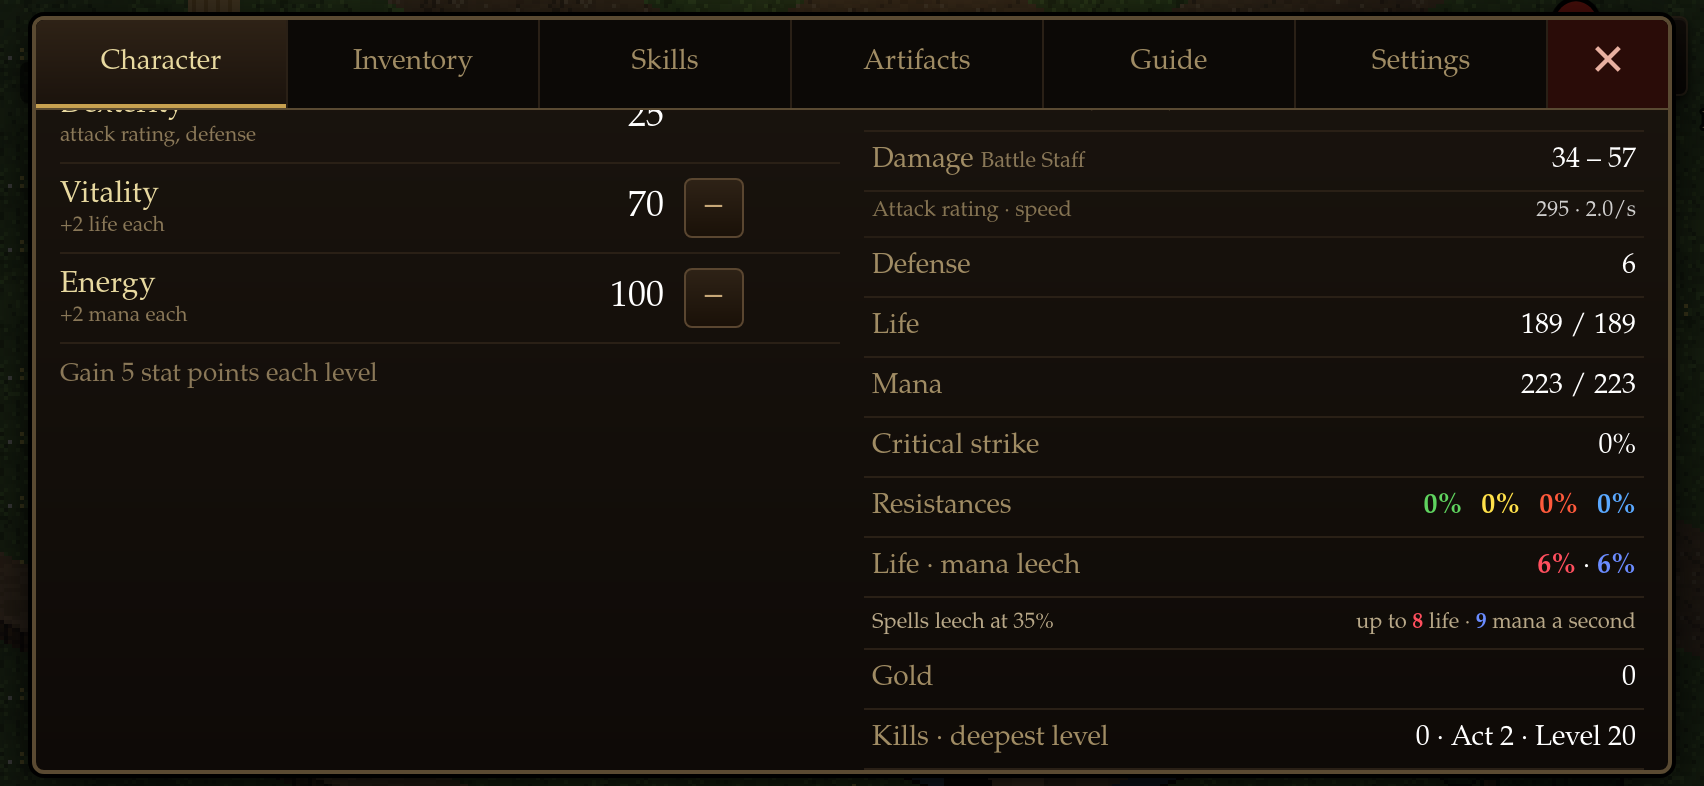 Character Inventory Skills Artifacts Guide Settings ✕
Dexterity 25
attack rating, defense
Vitality 70 –
+2 life each
Energy 100 –
+2 mana each
Gain 5 stat points each level
Damage Battle Staff 34 – 57
Attack rating · speed 295 · 2.0/s
Defense 6
Life 189 / 189
Mana 223 / 223
Critical strike 0%
Resistances 0% 0% 0% 0%
Life · mana leech 6% · 6%
Spells leech at 35% up to 8 life · 9 mana a second
Gold 0
Kills · deepest level 0 · Act 2 · Level 20